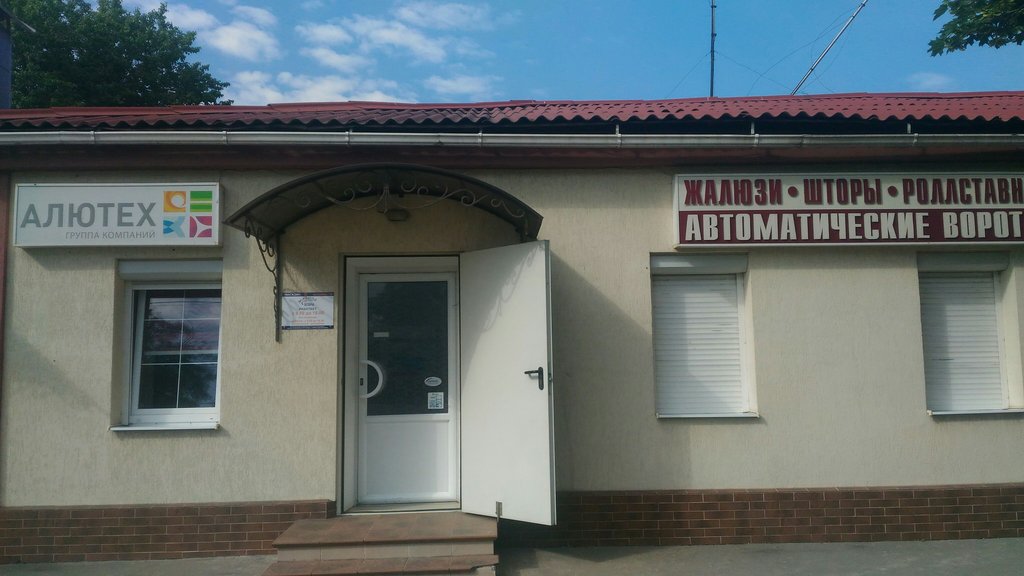 АЛЮТЕХ
ГРУППА КОМПАНИЙ
ЖАЛЮЗИ • ШТОРЫ • РОЛЛСТАВН
АВТОМАТИЧЕСКИЕ ВОРОТ